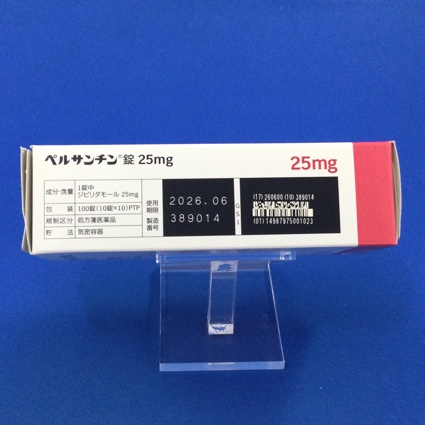 ペルサンチン®錠 25mg
25mg
成分・含量 1錠中 ジピリダモール 25mg
包装 100錠(10錠×10)PTP
規制区分 処方箋医薬品
貯法 気密容器
使用期限 2026.06
製造番号 389014
GS1
(17) 260600 (10) 389014
(01) 14987975001023